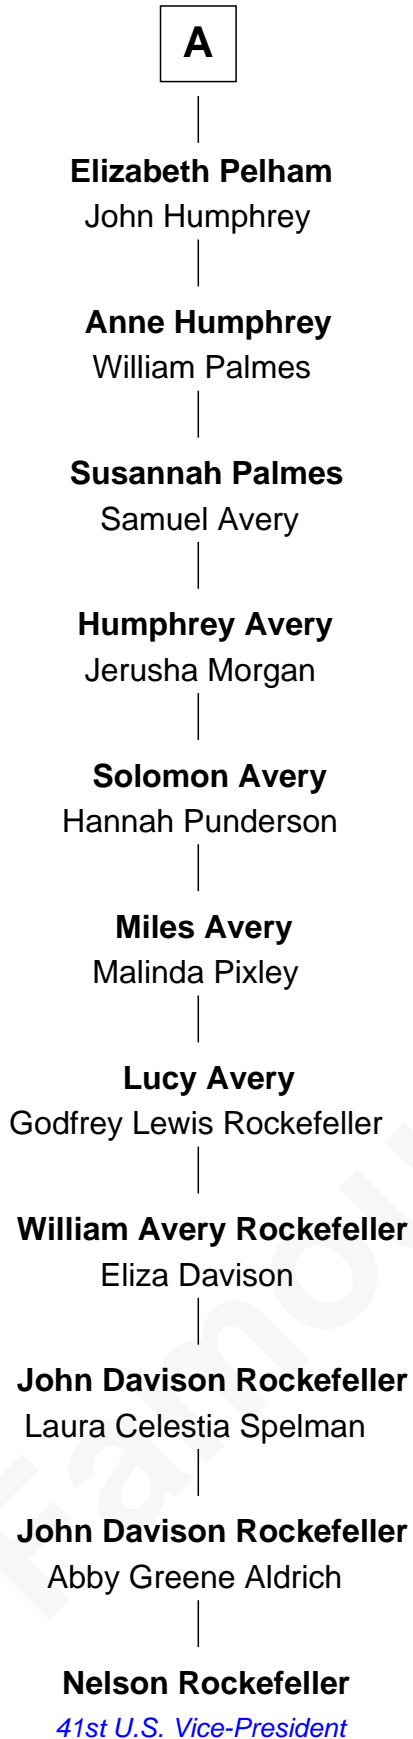 A
Elizabeth Pelham
John Humphrey
Anne Humphrey
William Palmes
Susannah Palmes
Samuel Avery
Humphrey Avery
Jerusha Morgan
Solomon Avery
Hannah Punderson
Miles Avery
Malinda Pixley
Lucy Avery
Godfrey Lewis Rockefeller
William Avery Rockefeller
Eliza Davison
John Davison Rockefeller
Laura Celestia Spelman
John Davison Rockefeller
Abby Greene Aldrich
Nelson Rockefeller
41st U.S. Vice-President